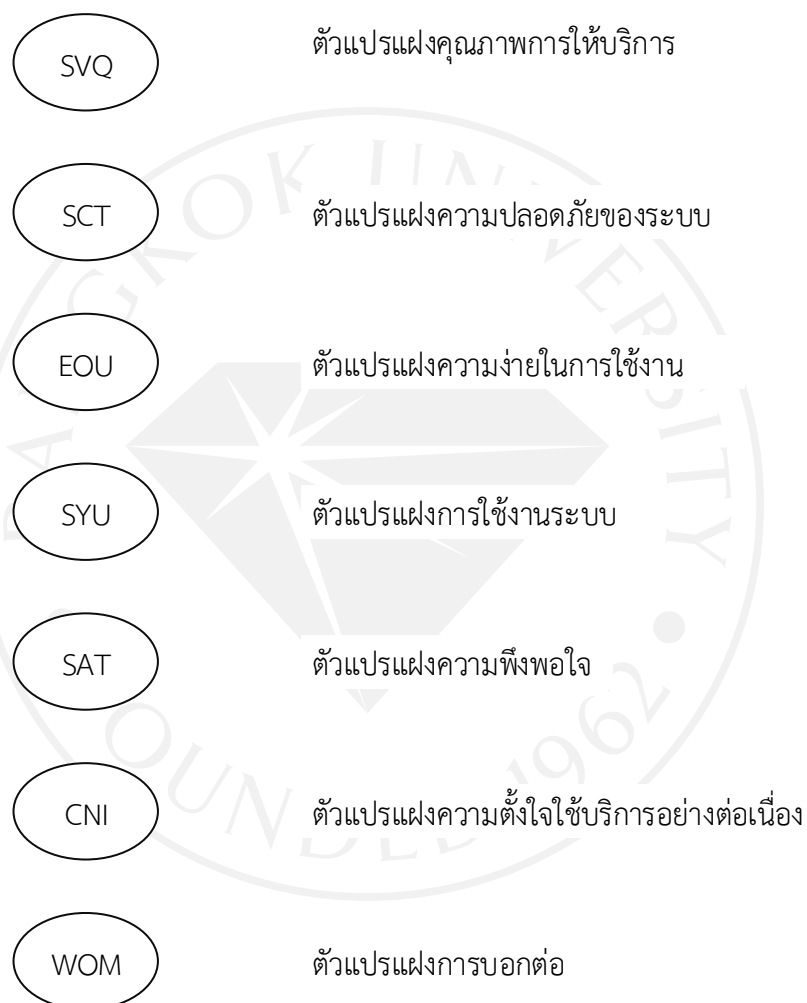 SVQ ตัวแปรแฝงคุณภาพการให้บริการ
SCT ตัวแปรแฝงความปลอดภัยของระบบ
EOU ตัวแปรแฝงความง่ายในการใช้งาน
SYU ตัวแปรแฝงการใช้งานระบบ
SAT ตัวแปรแฝงความพึงพอใจ
CNI ตัวแปรแฝงความตั้งใจใช้บริการอย่างต่อเนื่อง
WOM ตัวแปรแฝงการบอกต่อ